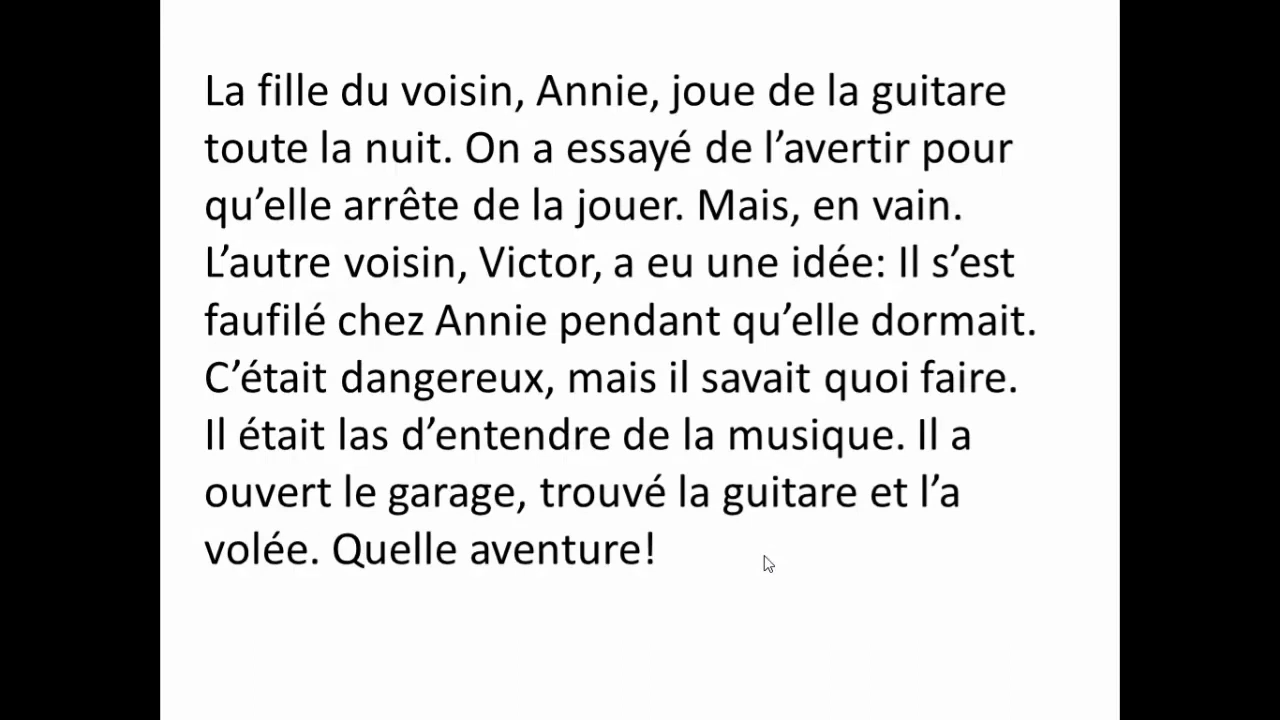 La fille du voisin, Annie, joue de la guitare
toute la nuit. On a essayé de l’avertir pour
qu’elle arrête de la jouer. Mais, en vain.
L’autre voisin, Victor, a eu une idée: Il s’est
faufilé chez Annie pendant qu’elle dormait.
C’était dangereux, mais il savait quoi faire.
Il était las d’entendre de la musique. Il a
ouvert le garage, trouvé la guitare et l’a
volée. Quelle aventure!